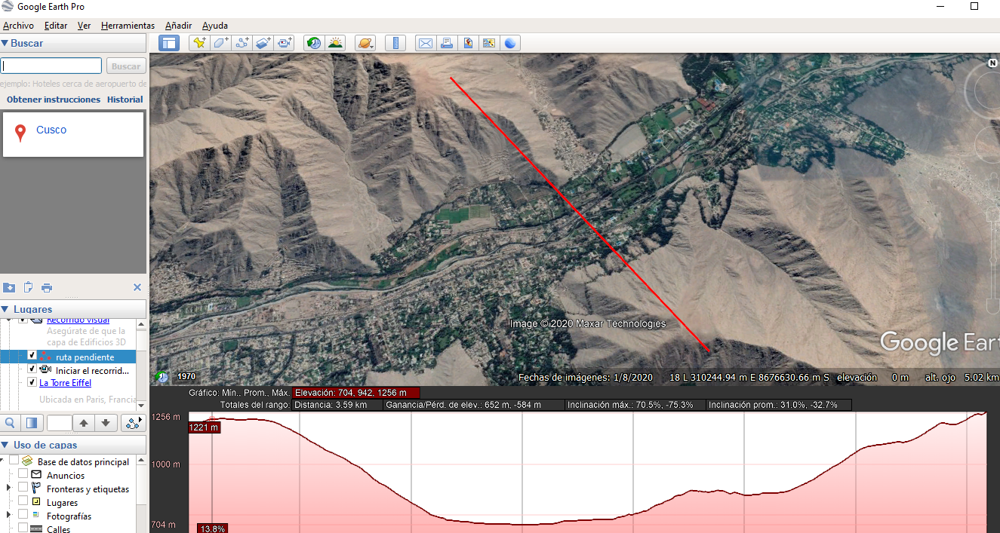 Google Earth Pro
Archivo Editar Ver Herramientas Añadir Ayuda
Buscar
Buscar
ejemplo: Hoteles cerca de aeropuerto de
Obtener instrucciones Historial
Cusco
Lugares
Recorrido visual
Asegúrate de que la
capa de Edificios 3D
ruta pendiente
Iniciar el recorrid...
La Torre Eiffel
Ubicada en Paris, Francia
Uso de capas
Base de datos principal
Anuncios
Fronteras y etiquetas
Lugares
Fotografías
Calles
N
Image © 2020 Maxar Technologies
Google Eart
1970
Fechas de imágenes: 1/8/2020 18 L 310244.94 m E 8676630.66 m S elevación 0 m alt. ojo 5.02 km
Gráfico: Mín., Prom., Máx. Elevación: 704, 942, 1256 m
Totales del rango: Distancia: 3.59 km Ganancia/Pérd. de elev.: 652 m, -584 m Inclinación máx.: 70.5%, -75.3% Inclinación prom.: 31.0%, -32.7%
1256 m
1221 m
1000 m
704 m
13.8%